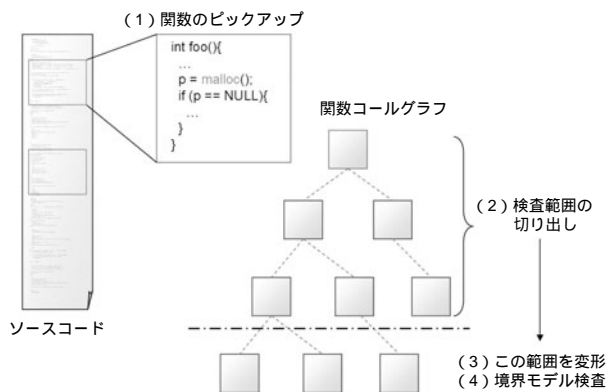 (1)関数のピックアップ
int foo(){
…
p = malloc();
if (p == NULL){
…
}
}
関数コールグラフ
(2)検査範囲の
切り出し
ソースコード
(3)この範囲を変形
(4)境界モデル検査